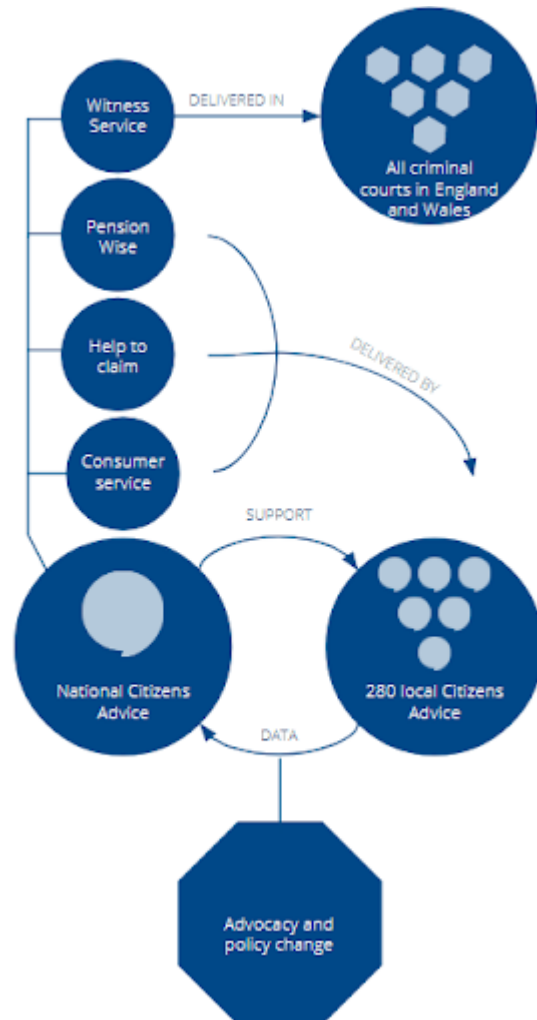 Witness
Service
DELIVERED IN
All criminal
courts in England
and Wales
Pension
Wise
Help to
claim
DELIVERED BY
Consumer
service
SUPPORT
National Citizens
Advice
280 local Citizens
Advice
DATA
Advocacy and
policy change